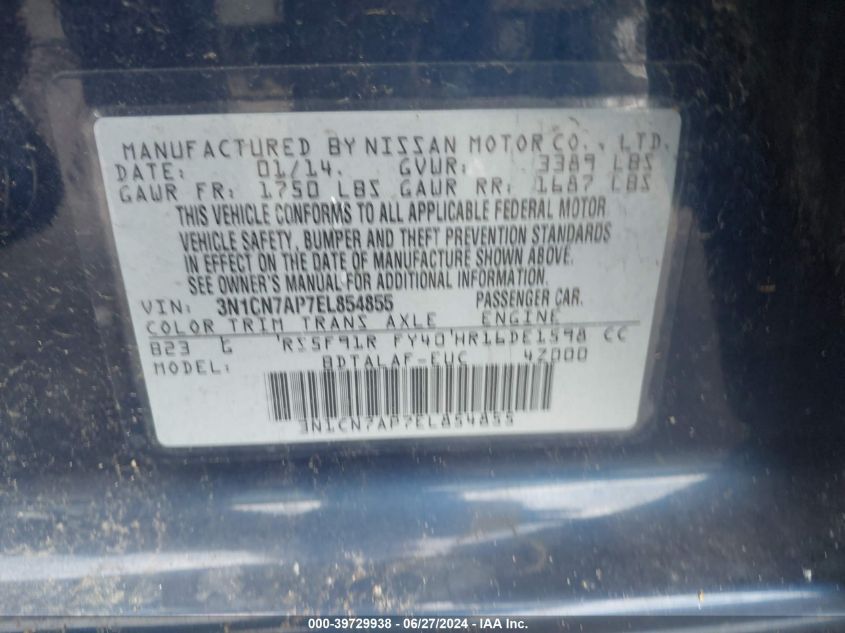 MANUFACTURED BY NISSAN MOTOR CO., LTD.
DATE: 01/14. GVWR: 3389 LBS
GAWR FR: 1750 LBS GAWR RR: 1687 LBS
THIS VEHICLE CONFORMS TO ALL APPLICABLE FEDERAL MOTOR
VEHICLE SAFETY, BUMPER AND THEFT PREVENTION STANDARDS
IN EFFECT ON THE DATE OF MANUFACTURE SHOWN ABOVE.
SEE OWNER'S MANUAL FOR ADDITIONAL INFORMATION.
VIN: 3N1CN7AP7EL854855 PASSENGER CAR.
COLOR TRIM TRANS AXLE ENGINE
B23 G 'RS5F91R FY40'HR16DE1598 CC
MODEL: BDTALAF-EUC 4Z000
3N1CN7AP7EL854855
000-39729938 - 06/27/2024 - IAA Inc.